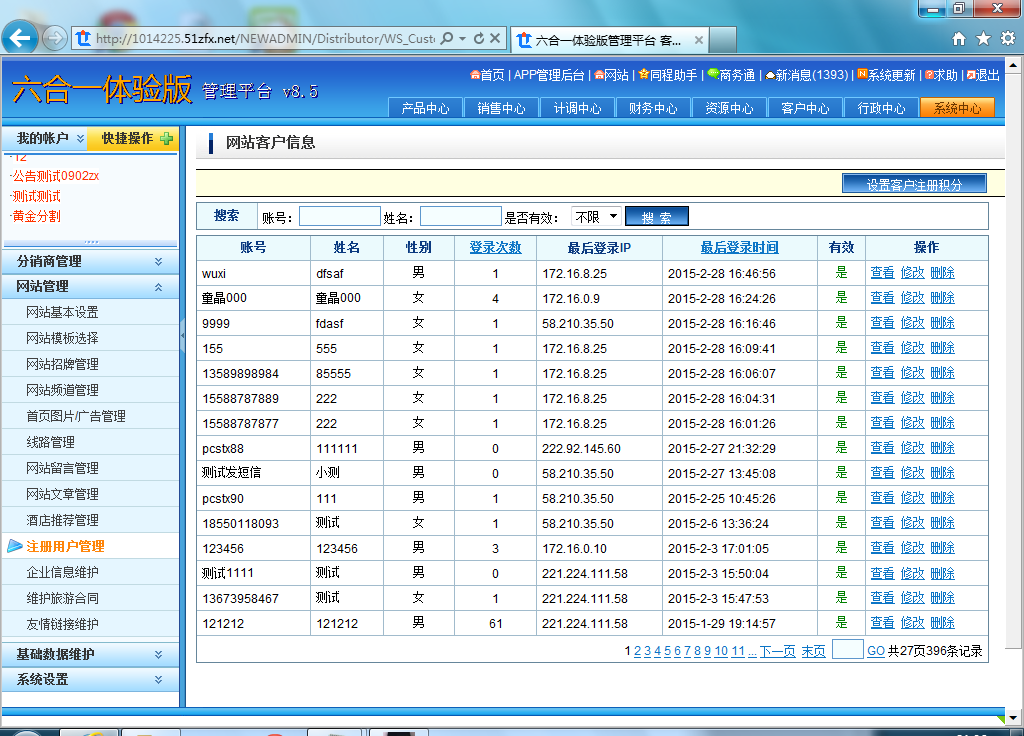 http://1014225.51zfx.net/NEWADMIN/Distributor/WS_Cust
六合一体验版管理平台 客...
六合一体验版 管理平台 v8.5
首页 | APP管理后台 | 网站 | 同程助手 | 商务通 | 新消息(1393) | 系统更新 | 求助 | 退出
产品中心 销售中心 计调中心 财务中心 资源中心 客户中心 行政中心 系统中心
我的帐户 快捷操作
·12
·公告测试0902zx
·测试测试
·黄金分割
分销商管理
网站管理
网站基本设置
网站模板选择
网站招牌管理
网站频道管理
首页图片/广告管理
线路管理
网站留言管理
网站文章管理
酒店推荐管理
注册用户管理
企业信息维护
维护旅游合同
友情链接维护
基础数据维护
系统设置
网站客户信息
设置客户注册积分
搜索 账号： 姓名： 是否有效： 不限 搜 索
账号 姓名 性别 登录次数 最后登录IP 最后登录时间 有效 操作
wuxi dfsaf 男 1 172.16.8.25 2015-2-28 16:46:56 是 查看 修改 删除
童晶000 童晶000 女 4 172.16.0.9 2015-2-28 16:24:26 是 查看 修改 删除
9999 fdasf 女 1 58.210.35.50 2015-2-28 16:16:46 是 查看 修改 删除
155 555 女 1 172.16.8.25 2015-2-28 16:09:41 是 查看 修改 删除
13589898984 85555 女 1 172.16.8.25 2015-2-28 16:06:07 是 查看 修改 删除
15588787889 222 女 1 172.16.8.25 2015-2-28 16:04:31 是 查看 修改 删除
15588787877 222 女 1 172.16.8.25 2015-2-28 16:01:26 是 查看 修改 删除
pcstx88 111111 男 0 222.92.145.60 2015-2-27 21:32:29 是 查看 修改 删除
测试发短信 小测 男 0 58.210.35.50 2015-2-27 13:45:08 是 查看 修改 删除
pcstx90 111 男 1 58.210.35.50 2015-2-25 10:45:26 是 查看 修改 删除
18550118093 测试 女 1 58.210.35.50 2015-2-6 13:36:24 是 查看 修改 删除
123456 123456 男 3 172.16.0.10 2015-2-3 17:01:05 是 查看 修改 删除
测试1111 测试 男 0 221.224.111.58 2015-2-3 15:50:04 是 查看 修改 删除
13673958467 测试 女 1 221.224.111.58 2015-2-3 15:47:53 是 查看 修改 删除
121212 121212 男 61 221.224.111.58 2015-1-29 19:14:57 是 查看 修改 删除
1 2 3 4 5 6 7 8 9 10 11 ... 下一页 末页 GO 共27页396条记录